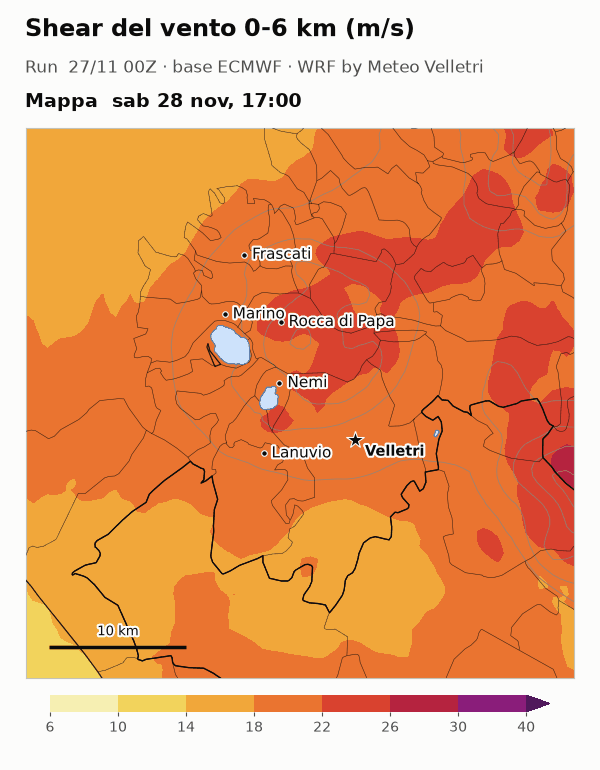 Shear del vento 0-6 km (m/s)
Run  27/11 00Z · base ECMWF · WRF by Meteo Velletri
Mappa  sab 28 nov, 17:00
Frascati
Marino
Rocca di Papa
Nemi
Velletri
Lanuvio
10 km
6 10 14 18 22 26 30 40